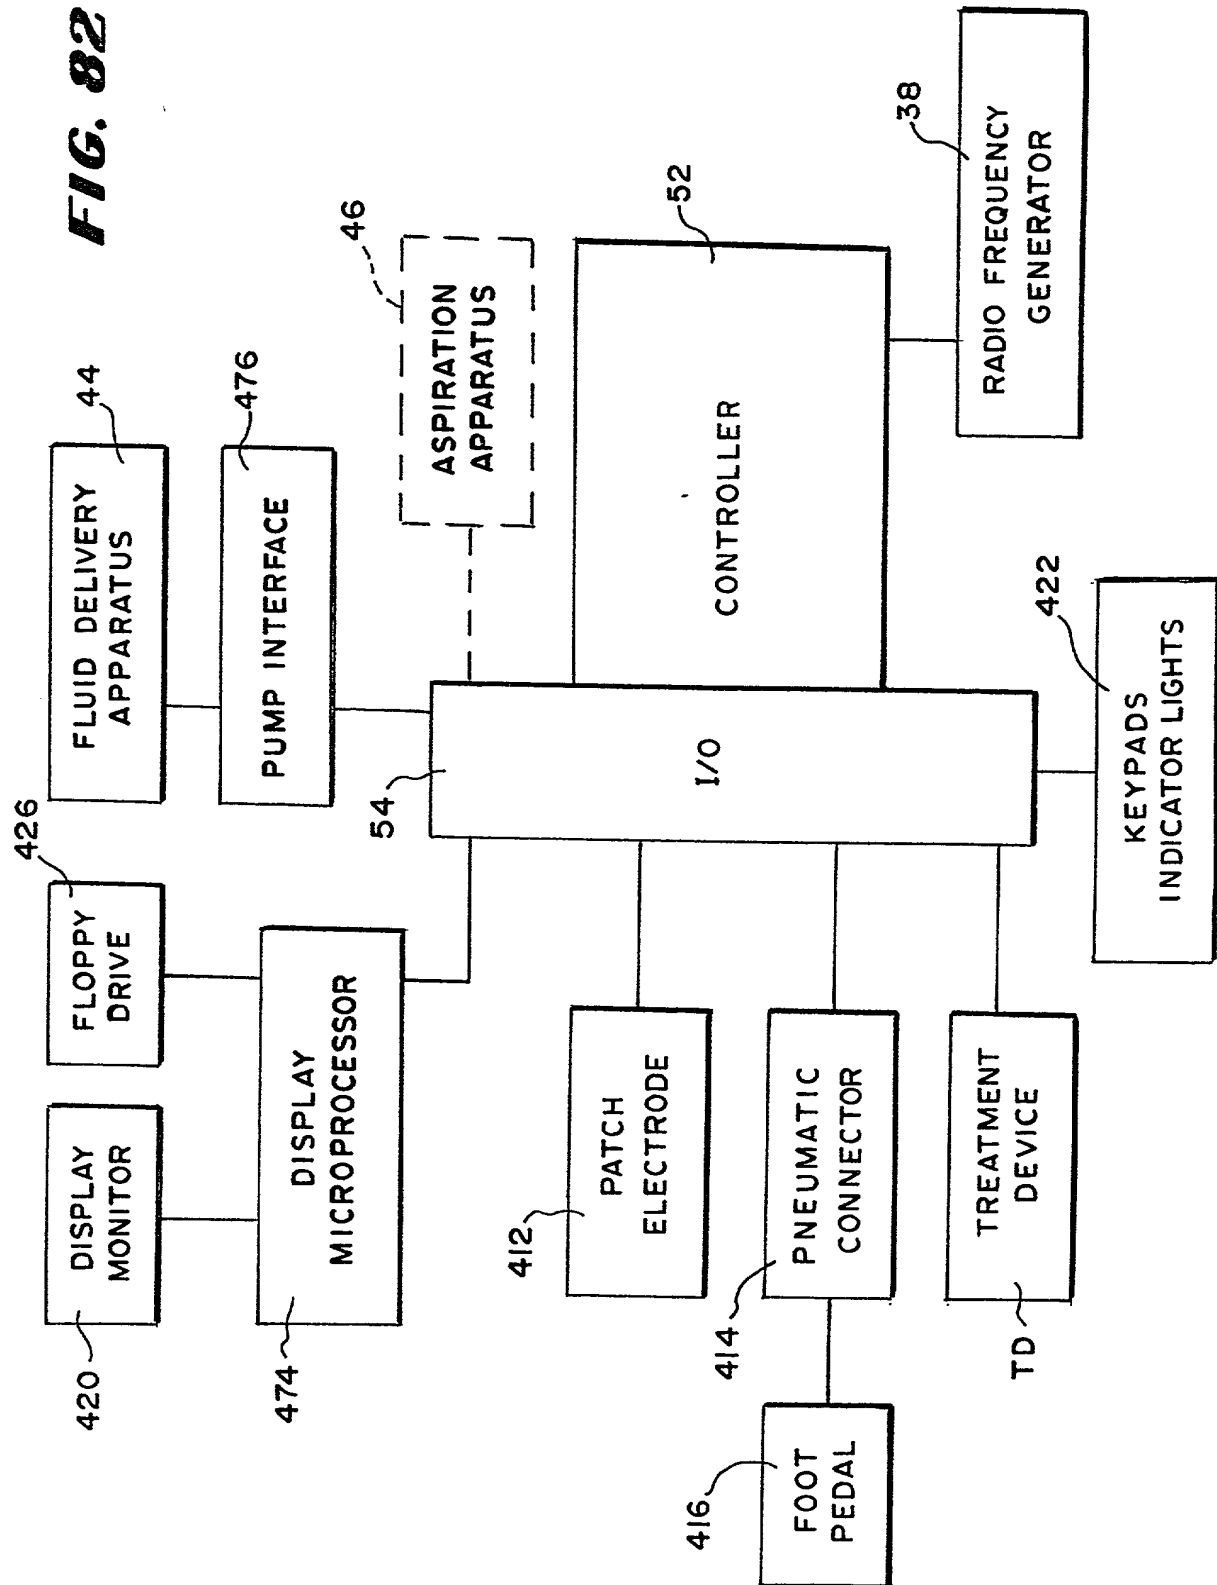 FIG. 82
420
DISPLAY
MONITOR
426
FLOPPY
DRIVE
44
FLUID DELIVERY
APPARATUS
476
PUMP INTERFACE
474
DISPLAY
MICROPROCESSOR
46
ASPIRATION
APPARATUS
54
I/O
52
CONTROLLER
412
PATCH
ELECTRODE
416
FOOT
PEDAL
414
PNEUMATIC
CONNECTOR
TD
TREATMENT
DEVICE
422
KEYPADS
INDICATOR LIGHTS
38
RADIO FREQUENCY
GENERATOR